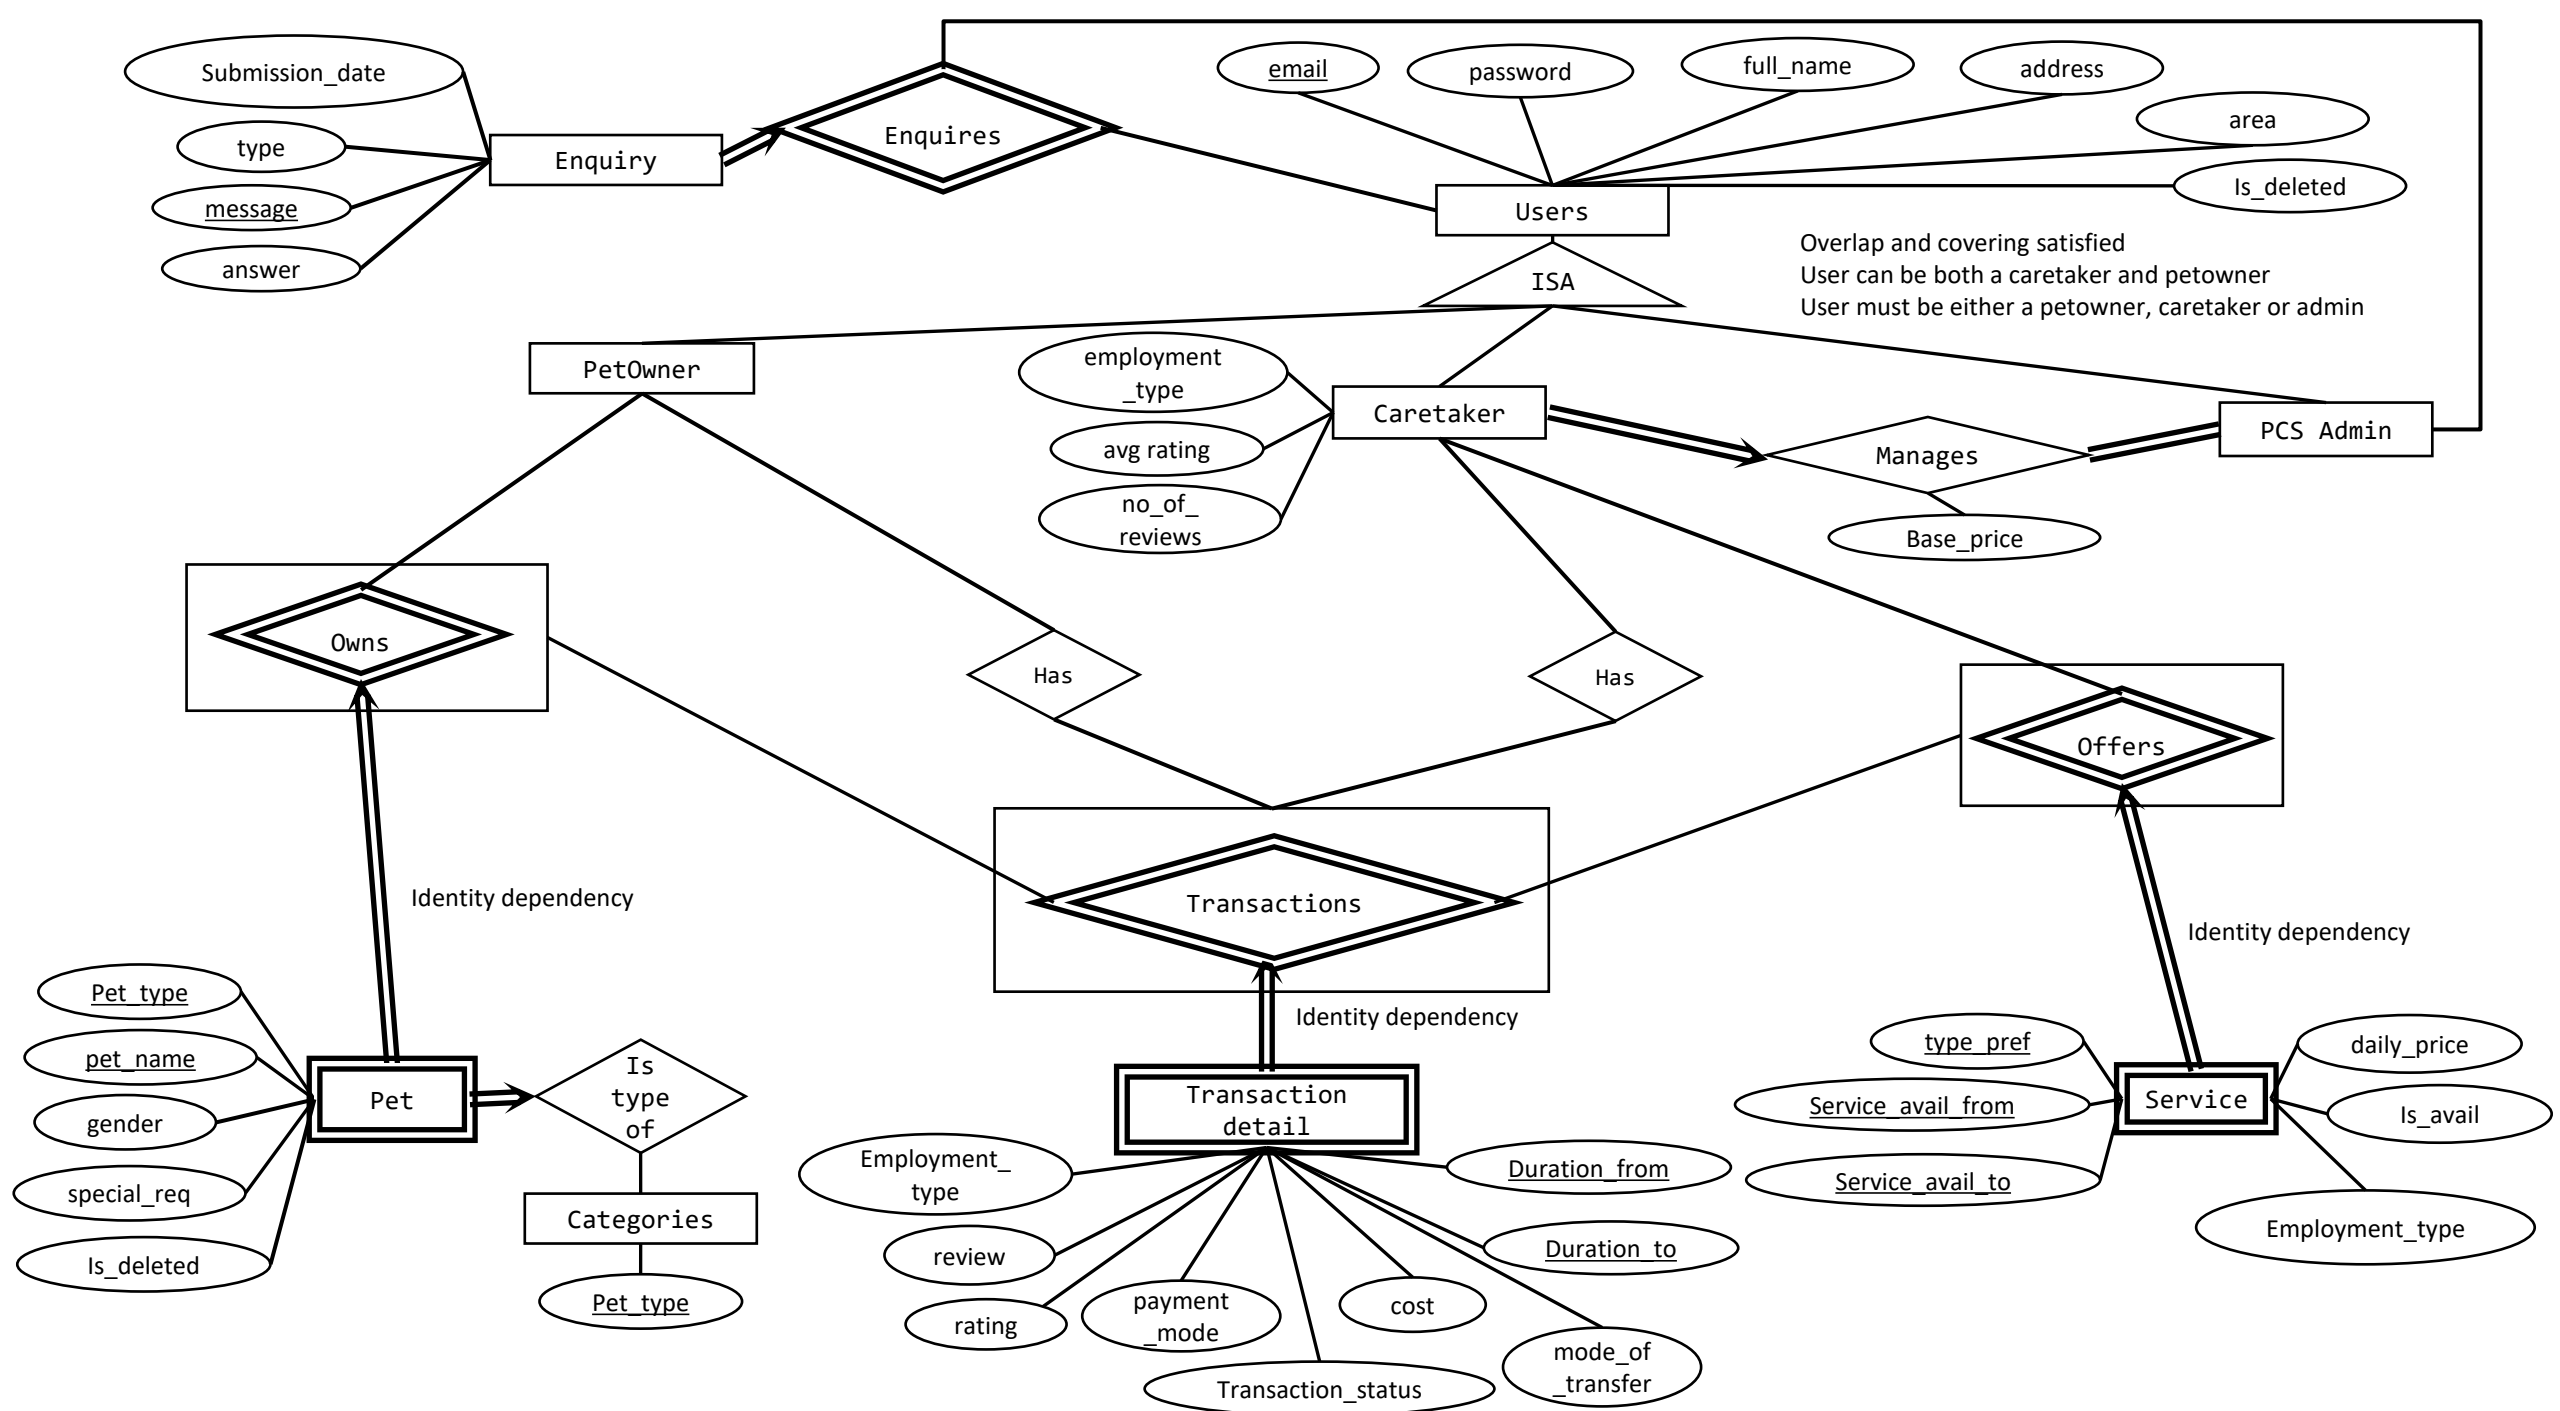 Submission_date
type
message
answer
Enquiry
Enquires
email
password
full_name
address
area
Is_deleted
Users
ISA
Overlap and covering satisfied
User can be both a caretaker and petowner
User must be either a petowner, caretaker or admin
PetOwner
employment
_type
avg rating
no_of_
reviews
Caretaker
Manages
PCS Admin
Base_price
Owns
Has
Has
Offers
Transactions
Identity dependency
Identity dependency
Identity dependency
Pet_type
pet_name
gender
special_req
Is_deleted
Pet
Is
type
of
Categories
Pet_type
Transaction
detail
Employment_
type
review
rating
payment
_mode
Transaction_status
cost
mode_of
_transfer
Duration_to
Duration_from
type_pref
Service_avail_from
Service_avail_to
Service
daily_price
Is_avail
Employment_type